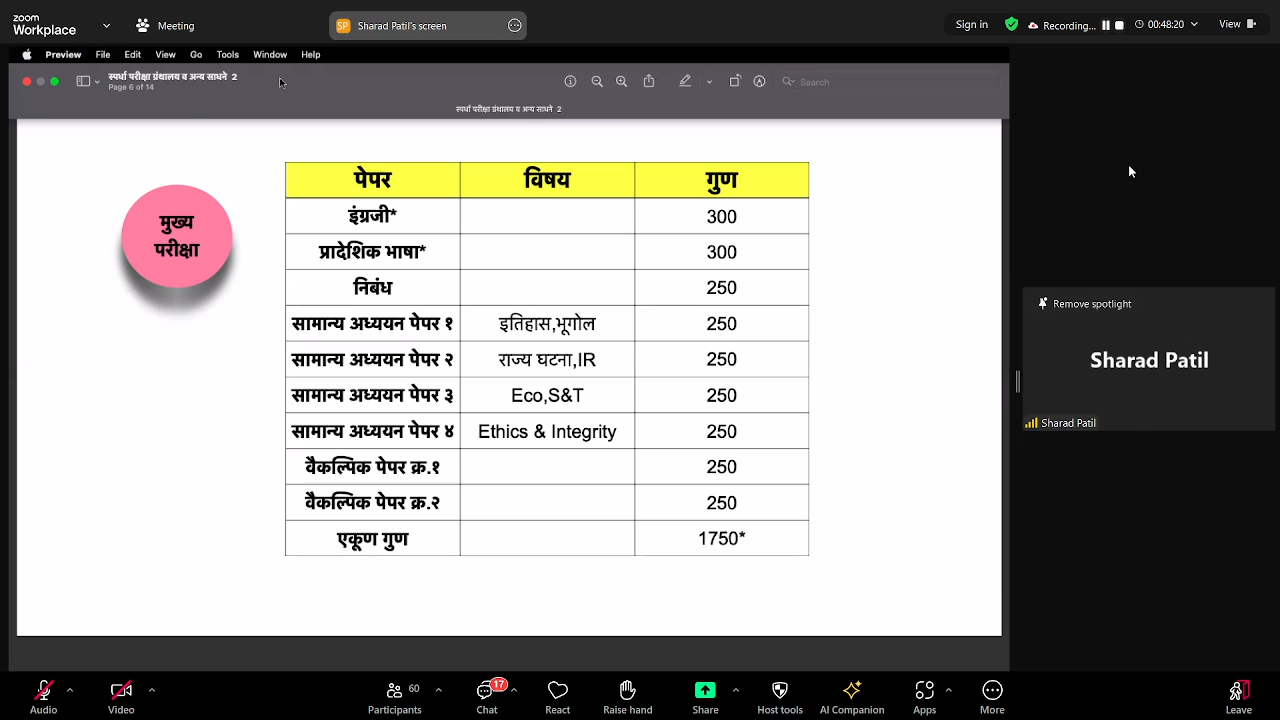 zoom
Workplace
Meeting
SP Sharad Patil's screen
Sign in
Recording...
00:48:20
View
Preview File Edit View Go Tools Window Help
स्पर्धा परीक्षा ग्रंथालय व अन्य साधने 2
Page 6 of 14
Search
स्पर्धा परीक्षा ग्रंथालय व अन्य साधने 2
मुख्य
परीक्षा
पेपर विषय गुण
इंग्रजी* 300
प्रादेशिक भाषा* 300
निबंध 250
सामान्य अध्ययन पेपर १ इतिहास,भूगोल 250
सामान्य अध्ययन पेपर २ राज्य घटना,IR 250
सामान्य अध्ययन पेपर ३ Eco,S&T 250
सामान्य अध्ययन पेपर ४ Ethics & Integrity 250
वैकल्पिक पेपर क्र.१ 250
वैकल्पिक पेपर क्र.२ 250
एकूण गुण 1750*
Remove spotlight
Sharad Patil
Sharad Patil
60
17
Audio Video Participants Chat React Raise hand Share Host tools AI Companion Apps More Leave